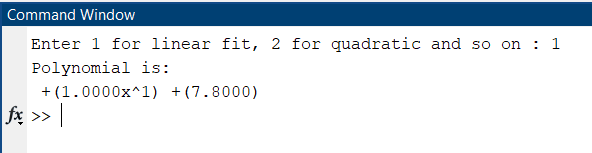 Command Window
Enter 1 for linear fit, 2 for quadratic and so on : 1
Polynomial is:
+(1.0000x^1) +(7.8000)
fx >>